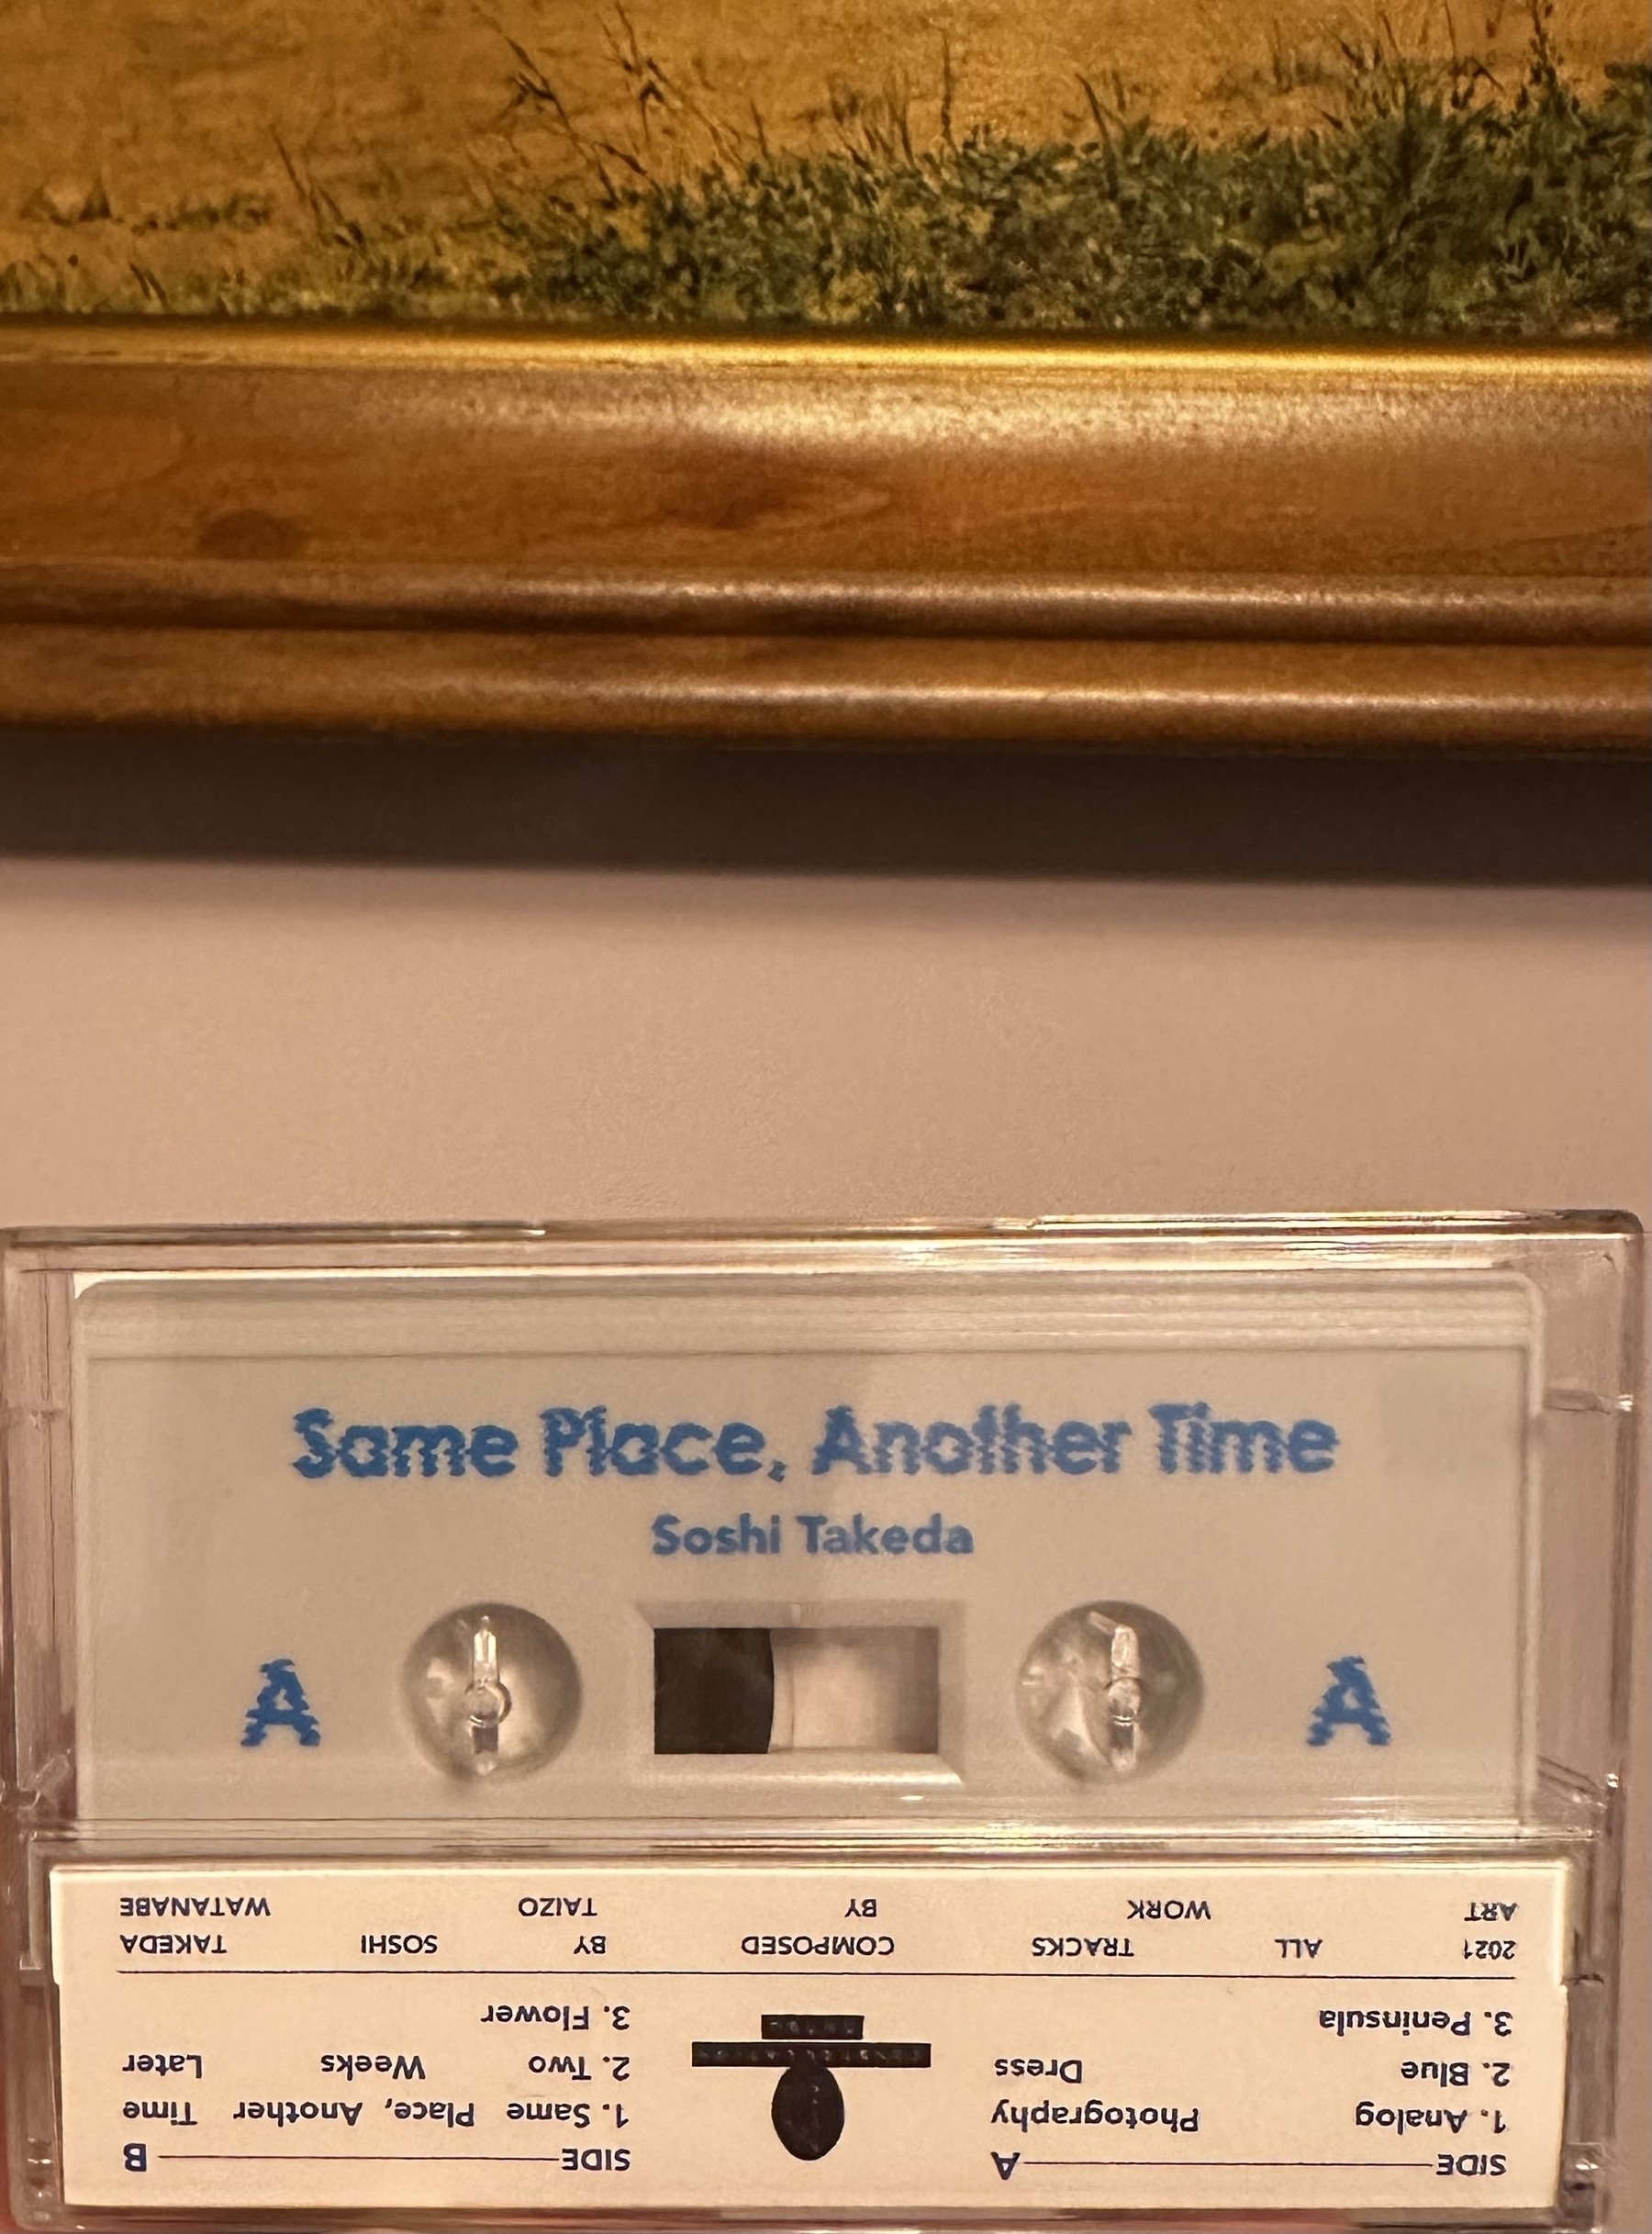 Same Place, Another Time
Soshi Takeda
A A
SIDE A
1. Analog Photography
2. Blue Dress
3. Peninsula
SIDE B
1. Same Place, Another Time
2. Two Weeks Later
3. Flower
2021 ALL TRACKS COMPOSED BY SOSHI TAKEDA
ART WORK BY TAIZO WATANABE